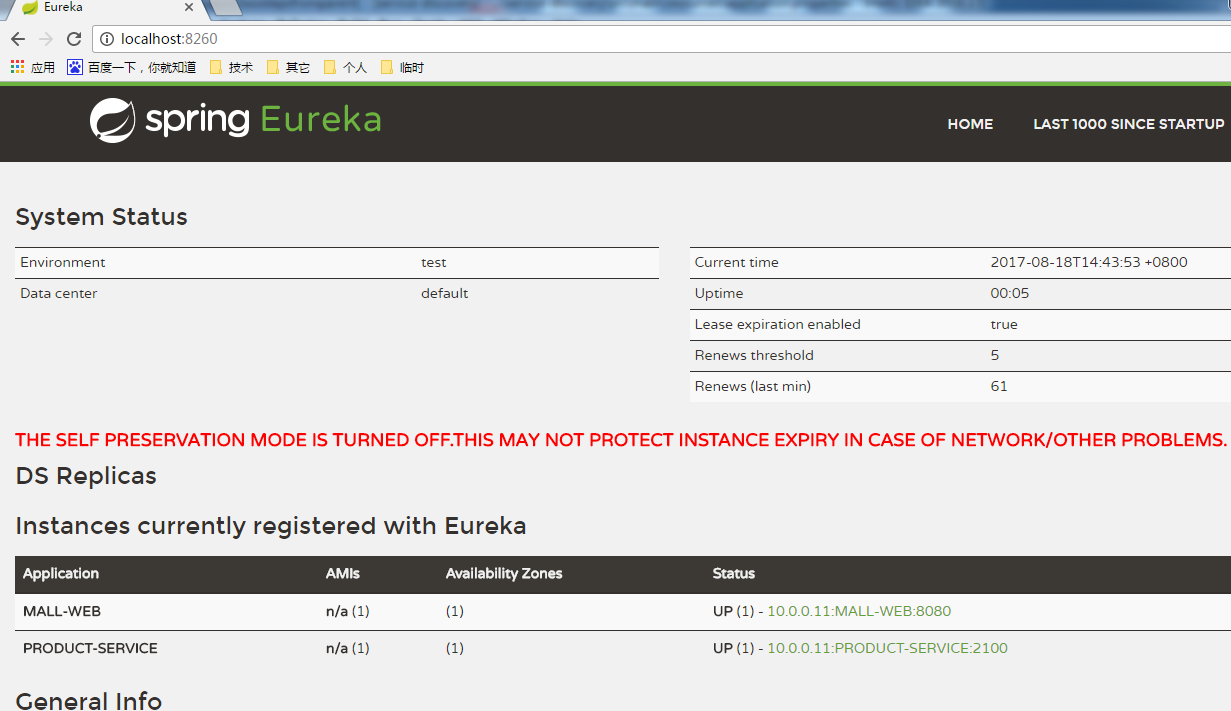 Eureka
localhost:8260
应用 百度一下，你就知道 技术 其它 个人 临时
spring Eureka HOME LAST 1000 SINCE STARTUP
System Status
Environment test
Data center default
Current time 2017-08-18T14:43:53 +0800
Uptime 00:05
Lease expiration enabled true
Renews threshold 5
Renews (last min) 61
THE SELF PRESERVATION MODE IS TURNED OFF.THIS MAY NOT PROTECT INSTANCE EXPIRY IN CASE OF NETWORK/OTHER PROBLEMS.
DS Replicas
Instances currently registered with Eureka
Application AMIs Availability Zones Status
MALL-WEB n/a (1) (1) UP (1) - 10.0.0.11:MALL-WEB:8080
PRODUCT-SERVICE n/a (1) (1) UP (1) - 10.0.0.11:PRODUCT-SERVICE:2100
General Info